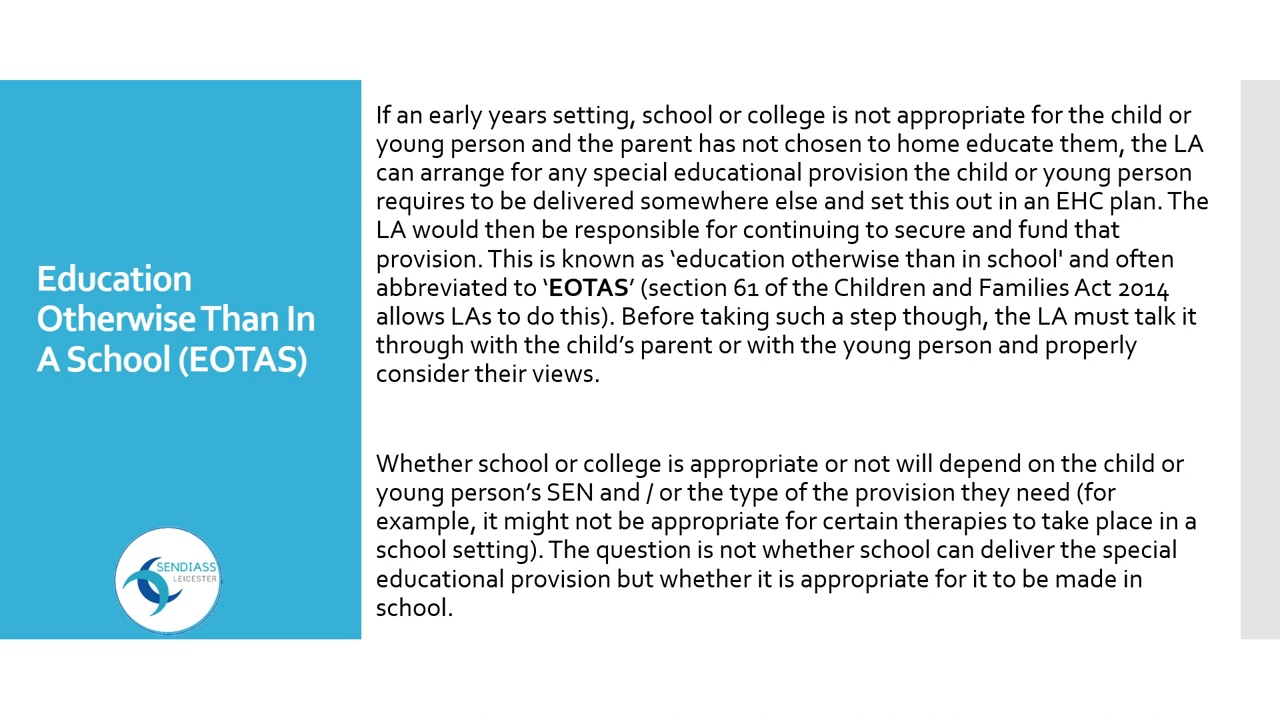 Education
Otherwise Than In
A School (EOTAS)
SENDIASS
LEICESTER
If an early years setting, school or college is not appropriate for the child or
young person and the parent has not chosen to home educate them, the LA
can arrange for any special educational provision the child or young person
requires to be delivered somewhere else and set this out in an EHC plan. The
LA would then be responsible for continuing to secure and fund that
provision. This is known as ‘education otherwise than in school' and often
abbreviated to ‘EOTAS’ (section 61 of the Children and Families Act 2014
allows LAs to do this). Before taking such a step though, the LA must talk it
through with the child’s parent or with the young person and properly
consider their views.
Whether school or college is appropriate or not will depend on the child or
young person’s SEN and / or the type of the provision they need (for
example, it might not be appropriate for certain therapies to take place in a
school setting). The question is not whether school can deliver the special
educational provision but whether it is appropriate for it to be made in
school.